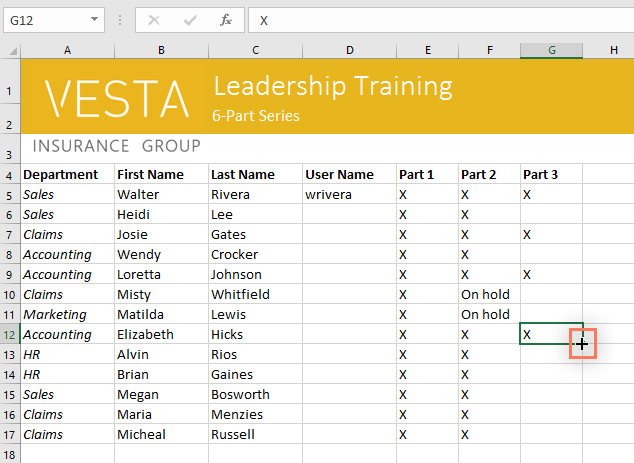 G12 X
A B C D E F G H
1 VESTA Leadership Training
2 6-Part Series
3 INSURANCE GROUP
4 Department First Name Last Name User Name Part 1 Part 2 Part 3
5 Sales Walter Rivera wrivera X X X
6 Sales Heidi Lee X X
7 Claims Josie Gates X X X
8 Accounting Wendy Crocker X X
9 Accounting Loretta Johnson X X X
10 Claims Misty Whitfield X On hold
11 Marketing Matilda Lewis X On hold
12 Accounting Elizabeth Hicks X X X
13 HR Alvin Rios X X
14 HR Brian Gaines X X
15 Sales Megan Bosworth X X
16 Claims Maria Menzies X X
17 Claims Micheal Russell X X
18